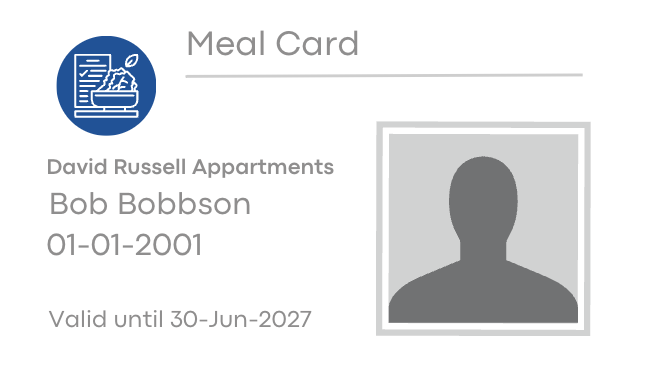 Meal Card
David Russell Appartments
Bob Bobbson
01-01-2001
Valid until 30-Jun-2027